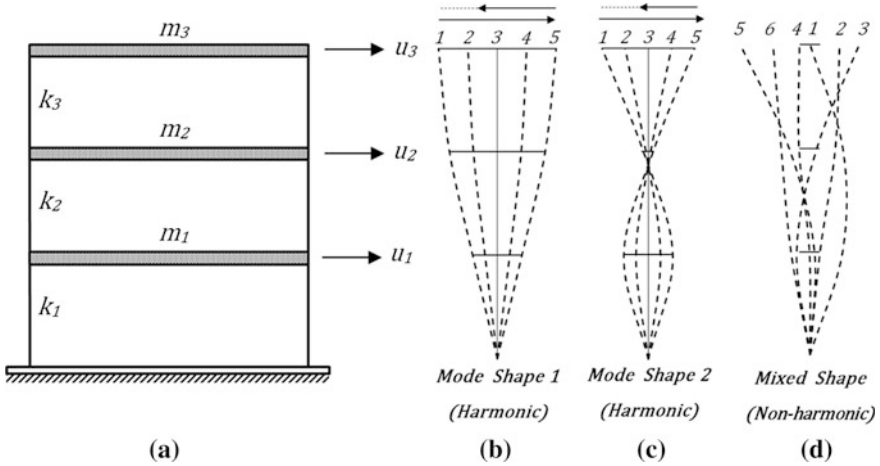 m₃
u₃
k₃
m₂
u₂
k₂
m₁
u₁
k₁
(a)
1 2 3 4 5
Mode Shape 1
(Harmonic)
(b)
1 2 3 4 5
Mode Shape 2
(Harmonic)
(c)
5 6 4 1 2 3
Mixed Shape
(Non-harmonic)
(d)